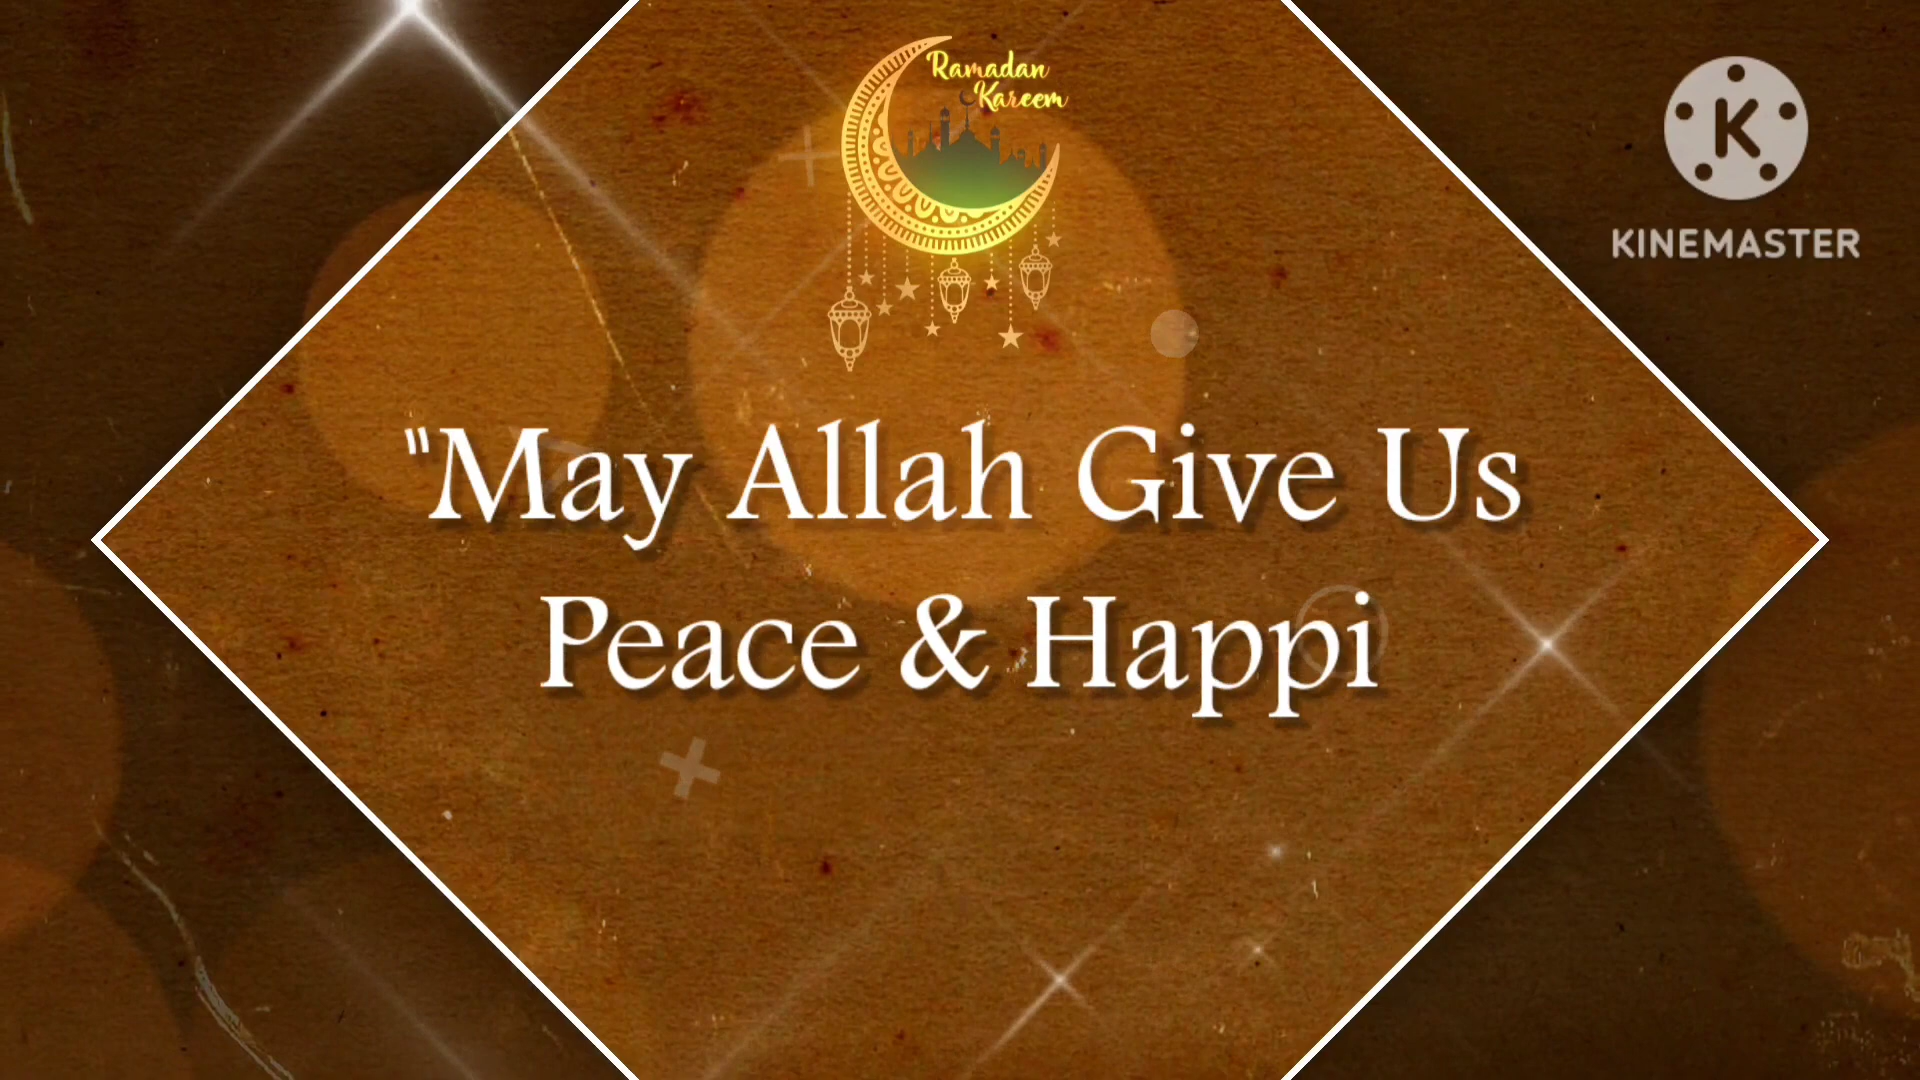 Ramadan
Kareem
K
KINEMASTER
"May Allah Give Us
Peace & Happi